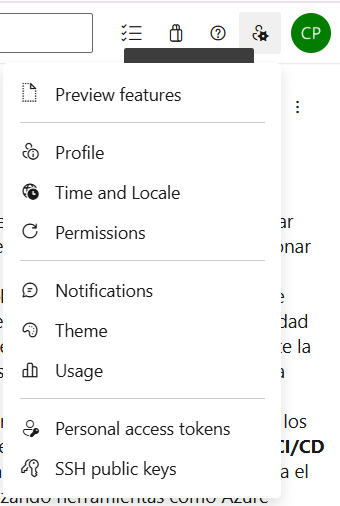 CP
Preview features
Profile
ar
Time and Locale
onar
Permissions
e
Notifications
dad
Theme
te la
Usage
a
los
Personal access tokens
CI/CD
SSH public keys
a el
zando herramientas como Azure